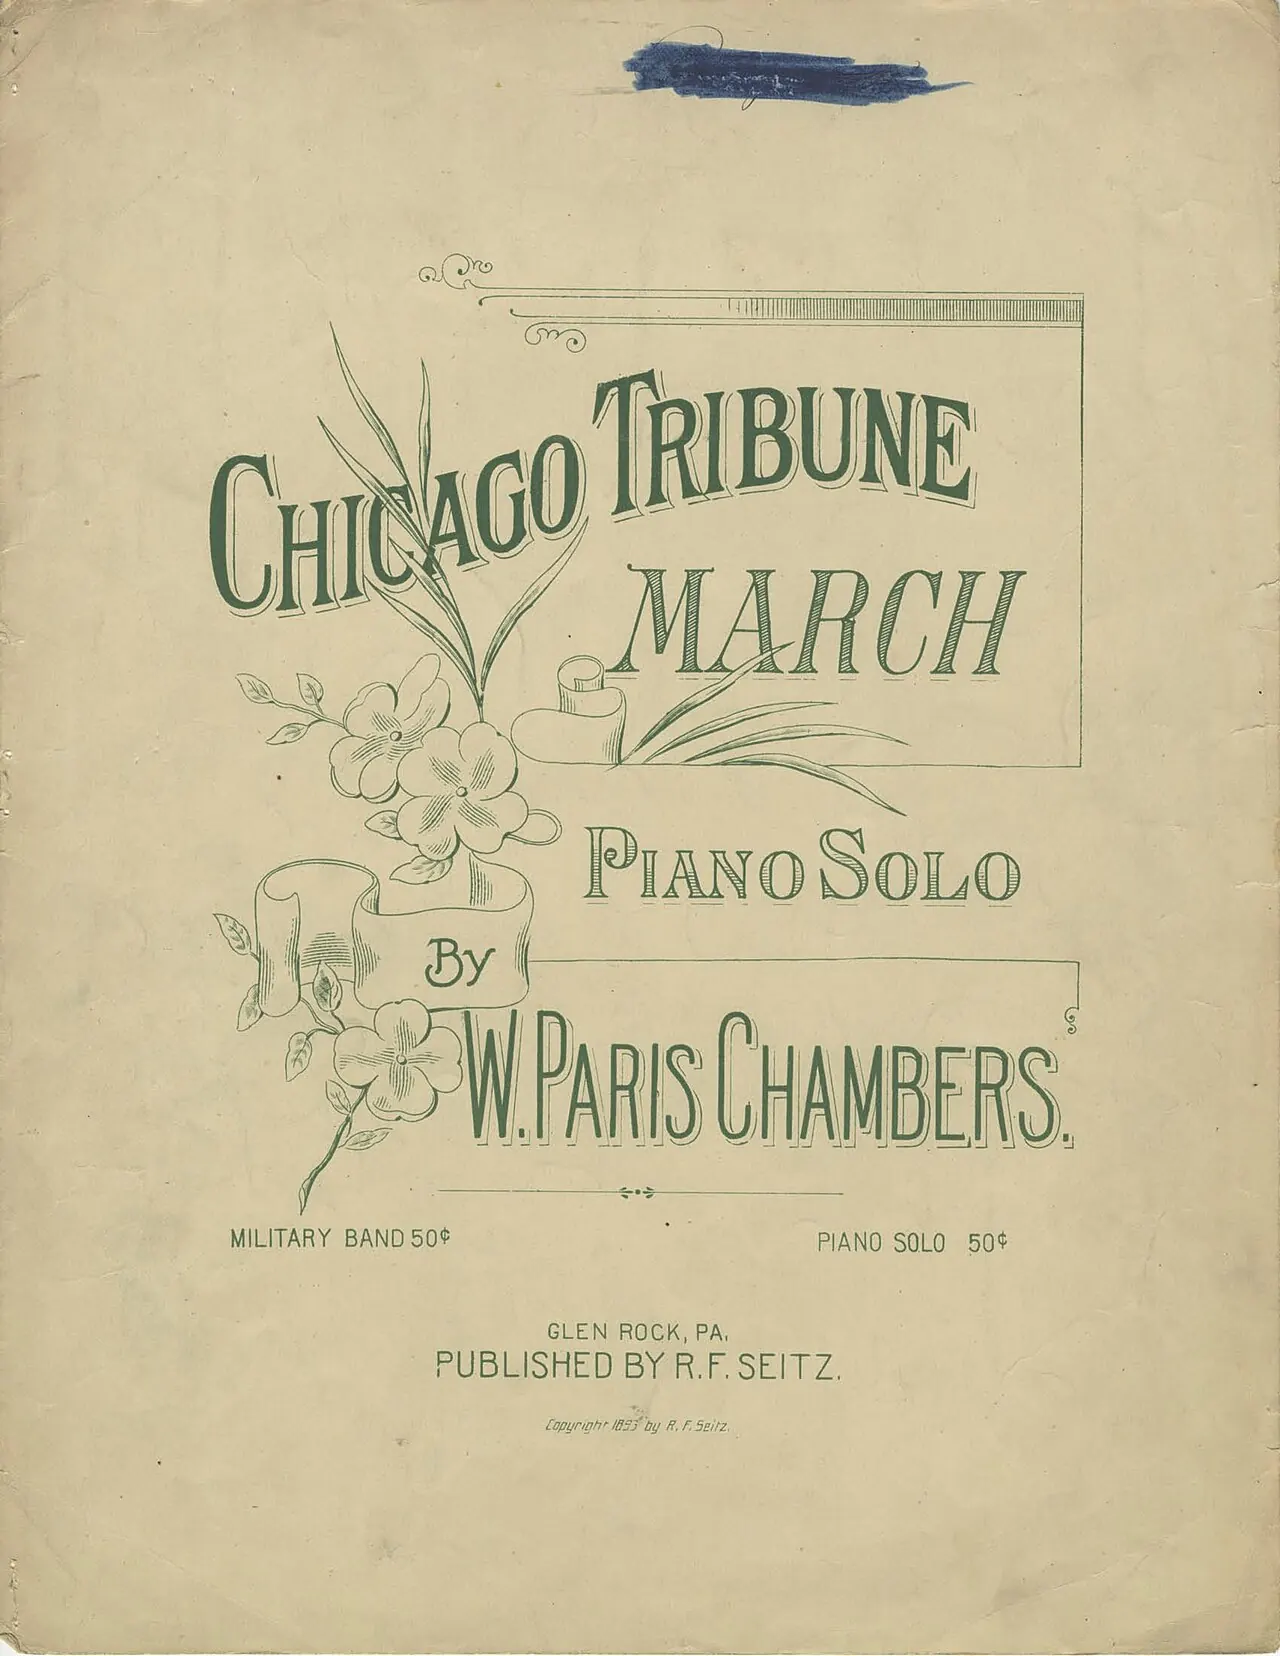 CHICAGO TRIBUNE
MARCH
PIANO SOLO
By
W. PARIS CHAMBERS.
MILITARY BAND 50¢ PIANO SOLO 50¢
GLEN ROCK, PA.
PUBLISHED BY R. F. SEITZ.
Copyright 1893 by R. F. Seitz.